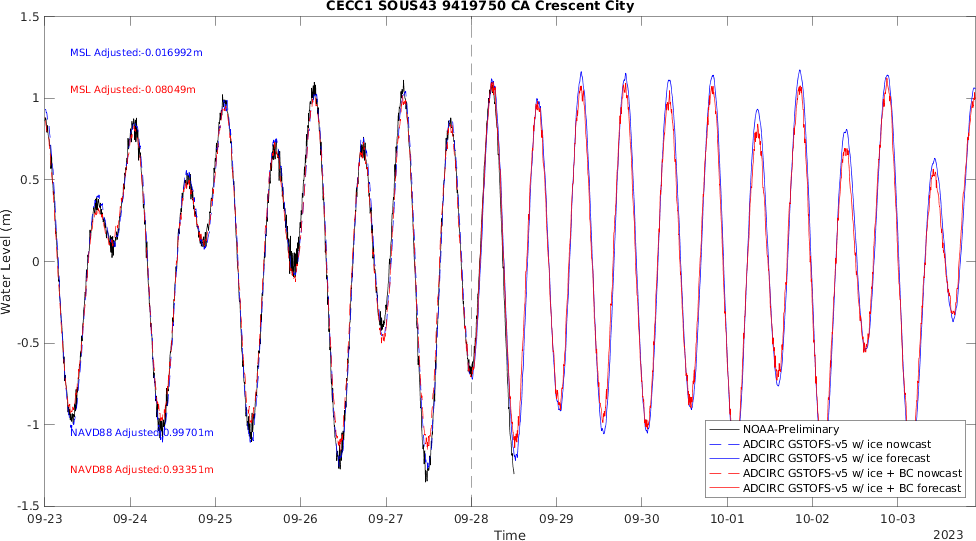 CECC1 SOUS43 9419750 CA Crescent City
1.5
MSL Adjusted:-0.016992m
MSL Adjusted:-0.08049m
1
0.5
0
-0.5
-1
-1.5
Water Level (m)
NAVD88 Adjusted:0.99701m
NAVD88 Adjusted:0.93351m
NOAA-Preliminary
ADCIRC GSTOFS-v5 w/ ice nowcast
ADCIRC GSTOFS-v5 w/ ice forecast
ADCIRC GSTOFS-v5 w/ ice + BC nowcast
ADCIRC GSTOFS-v5 w/ ice + BC forecast
09-23 09-24 09-25 09-26 09-27 09-28 09-29 09-30 10-01 10-02 10-03
Time
2023